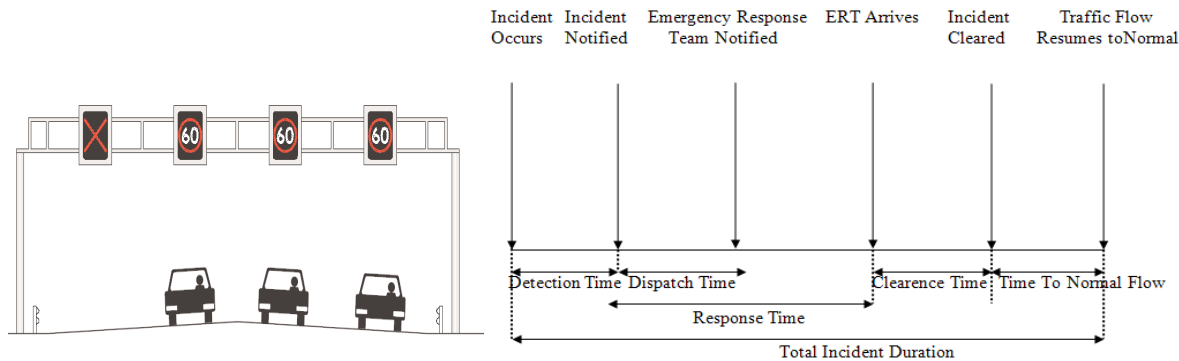 60
60
60
Incident
Occurs
Incident
Notified
Emergency Response
Team Notified
ERT Arrives
Incident
Cleared
Traffic Flow
Resumes toNormal
Detection Time
Dispatch Time
Clearence Time
Time To Normal Flow
Response Time
Total Incident Duration